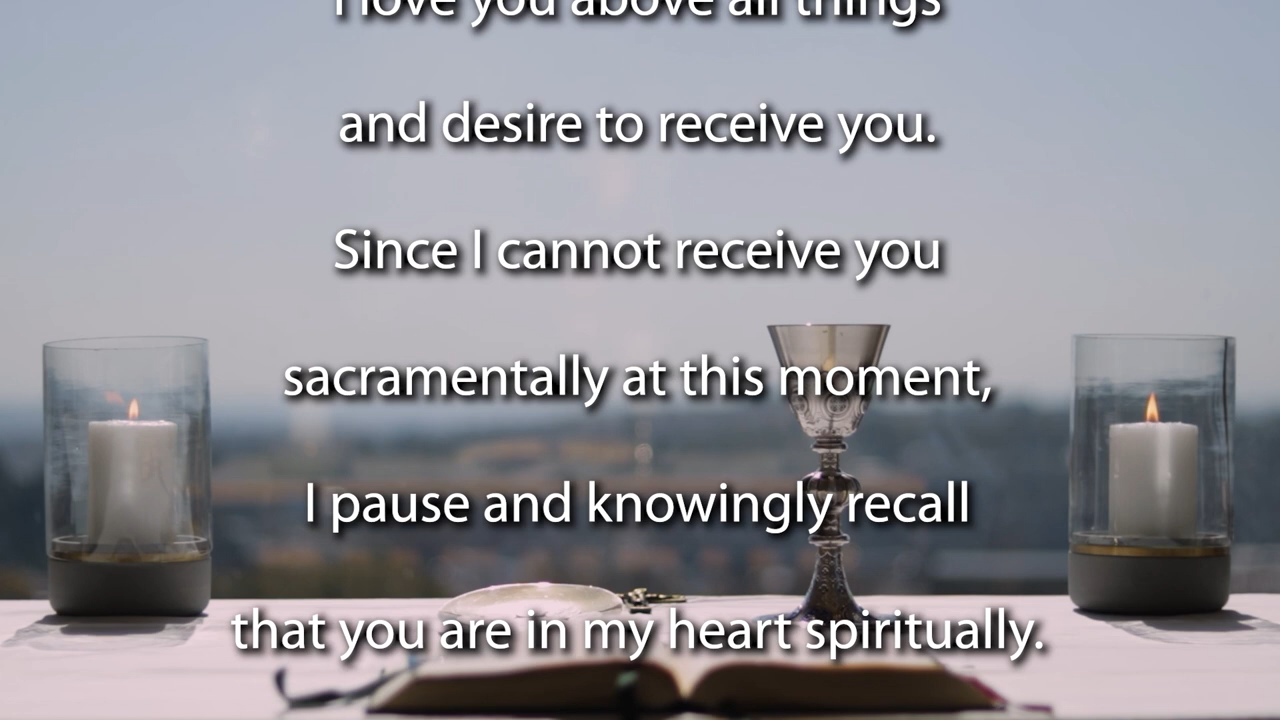 I love you above all things
and desire to receive you.
Since I cannot receive you
sacramentally at this moment,
I pause and knowingly recall
that you are in my heart spiritually.